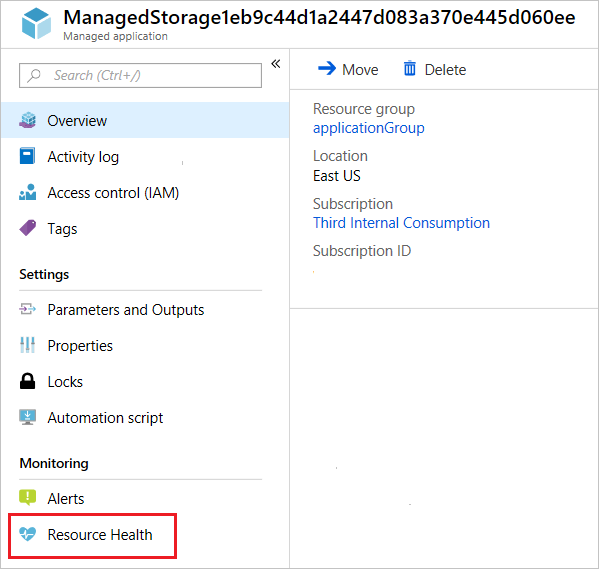 ManagedStorage1eb9c44d1a2447d083a370e445d060ee
Managed application
Search (Ctrl+/)
Overview
Activity log
Access control (IAM)
Tags
Settings
Parameters and Outputs
Properties
Locks
Automation script
Monitoring
Alerts
Resource Health
Move
Delete
Resource group
applicationGroup
Location
East US
Subscription
Third Internal Consumption
Subscription ID